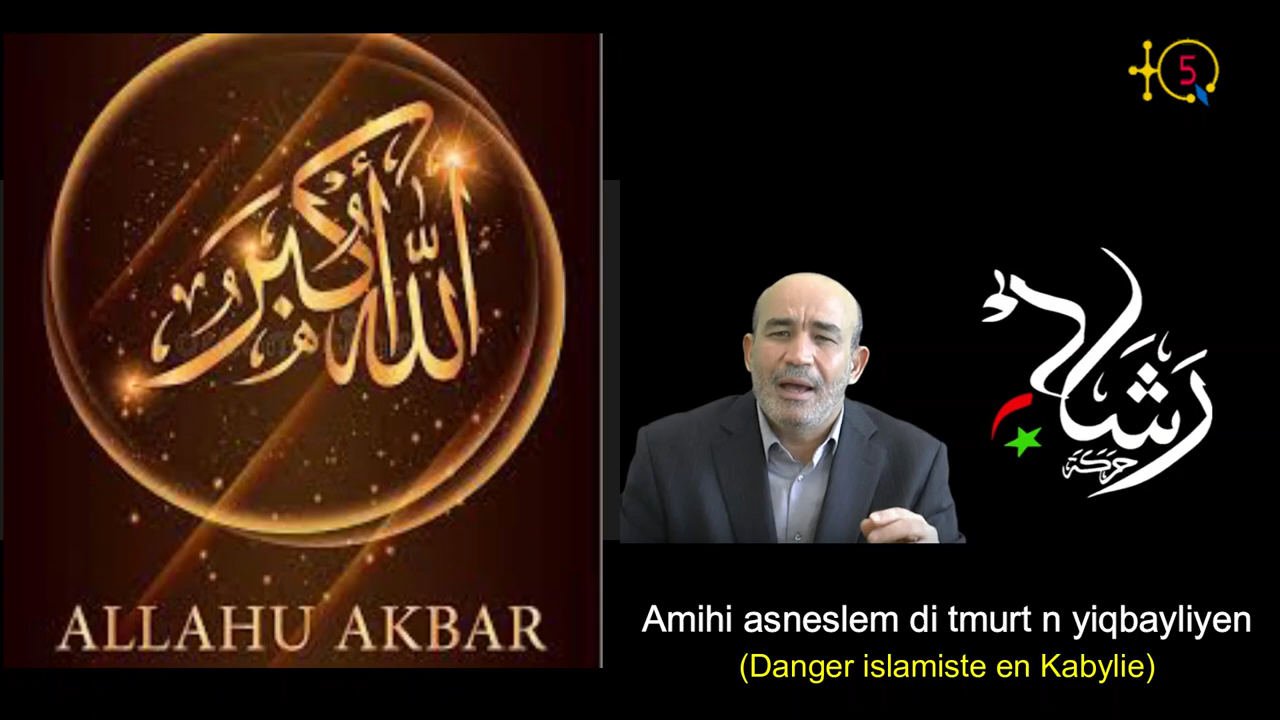 الله أكبر
ALLAHU AKBAR
5
حركة
رشاد
Amihi asneslem di tmurt n yiqbayliyen
(Danger islamiste en Kabylie)